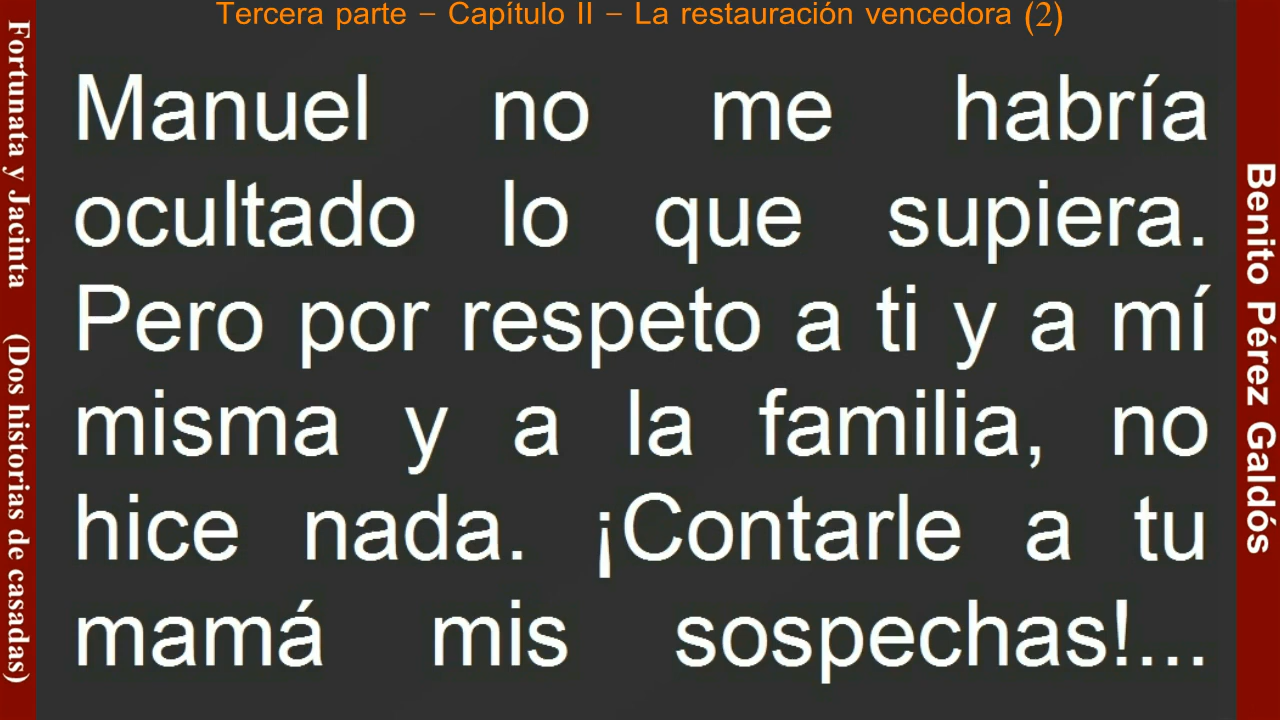 Tercera parte – Capítulo II – La restauración vencedora (2)
Fortunata y Jacinta (Dos historias de casadas)
Manuel no me habría
ocultado lo que supiera.
Pero por respeto a ti y a mí
misma y a la familia, no
hice nada. ¡Contarle a tu
mamá mis sospechas!...
Benito Pérez Galdós